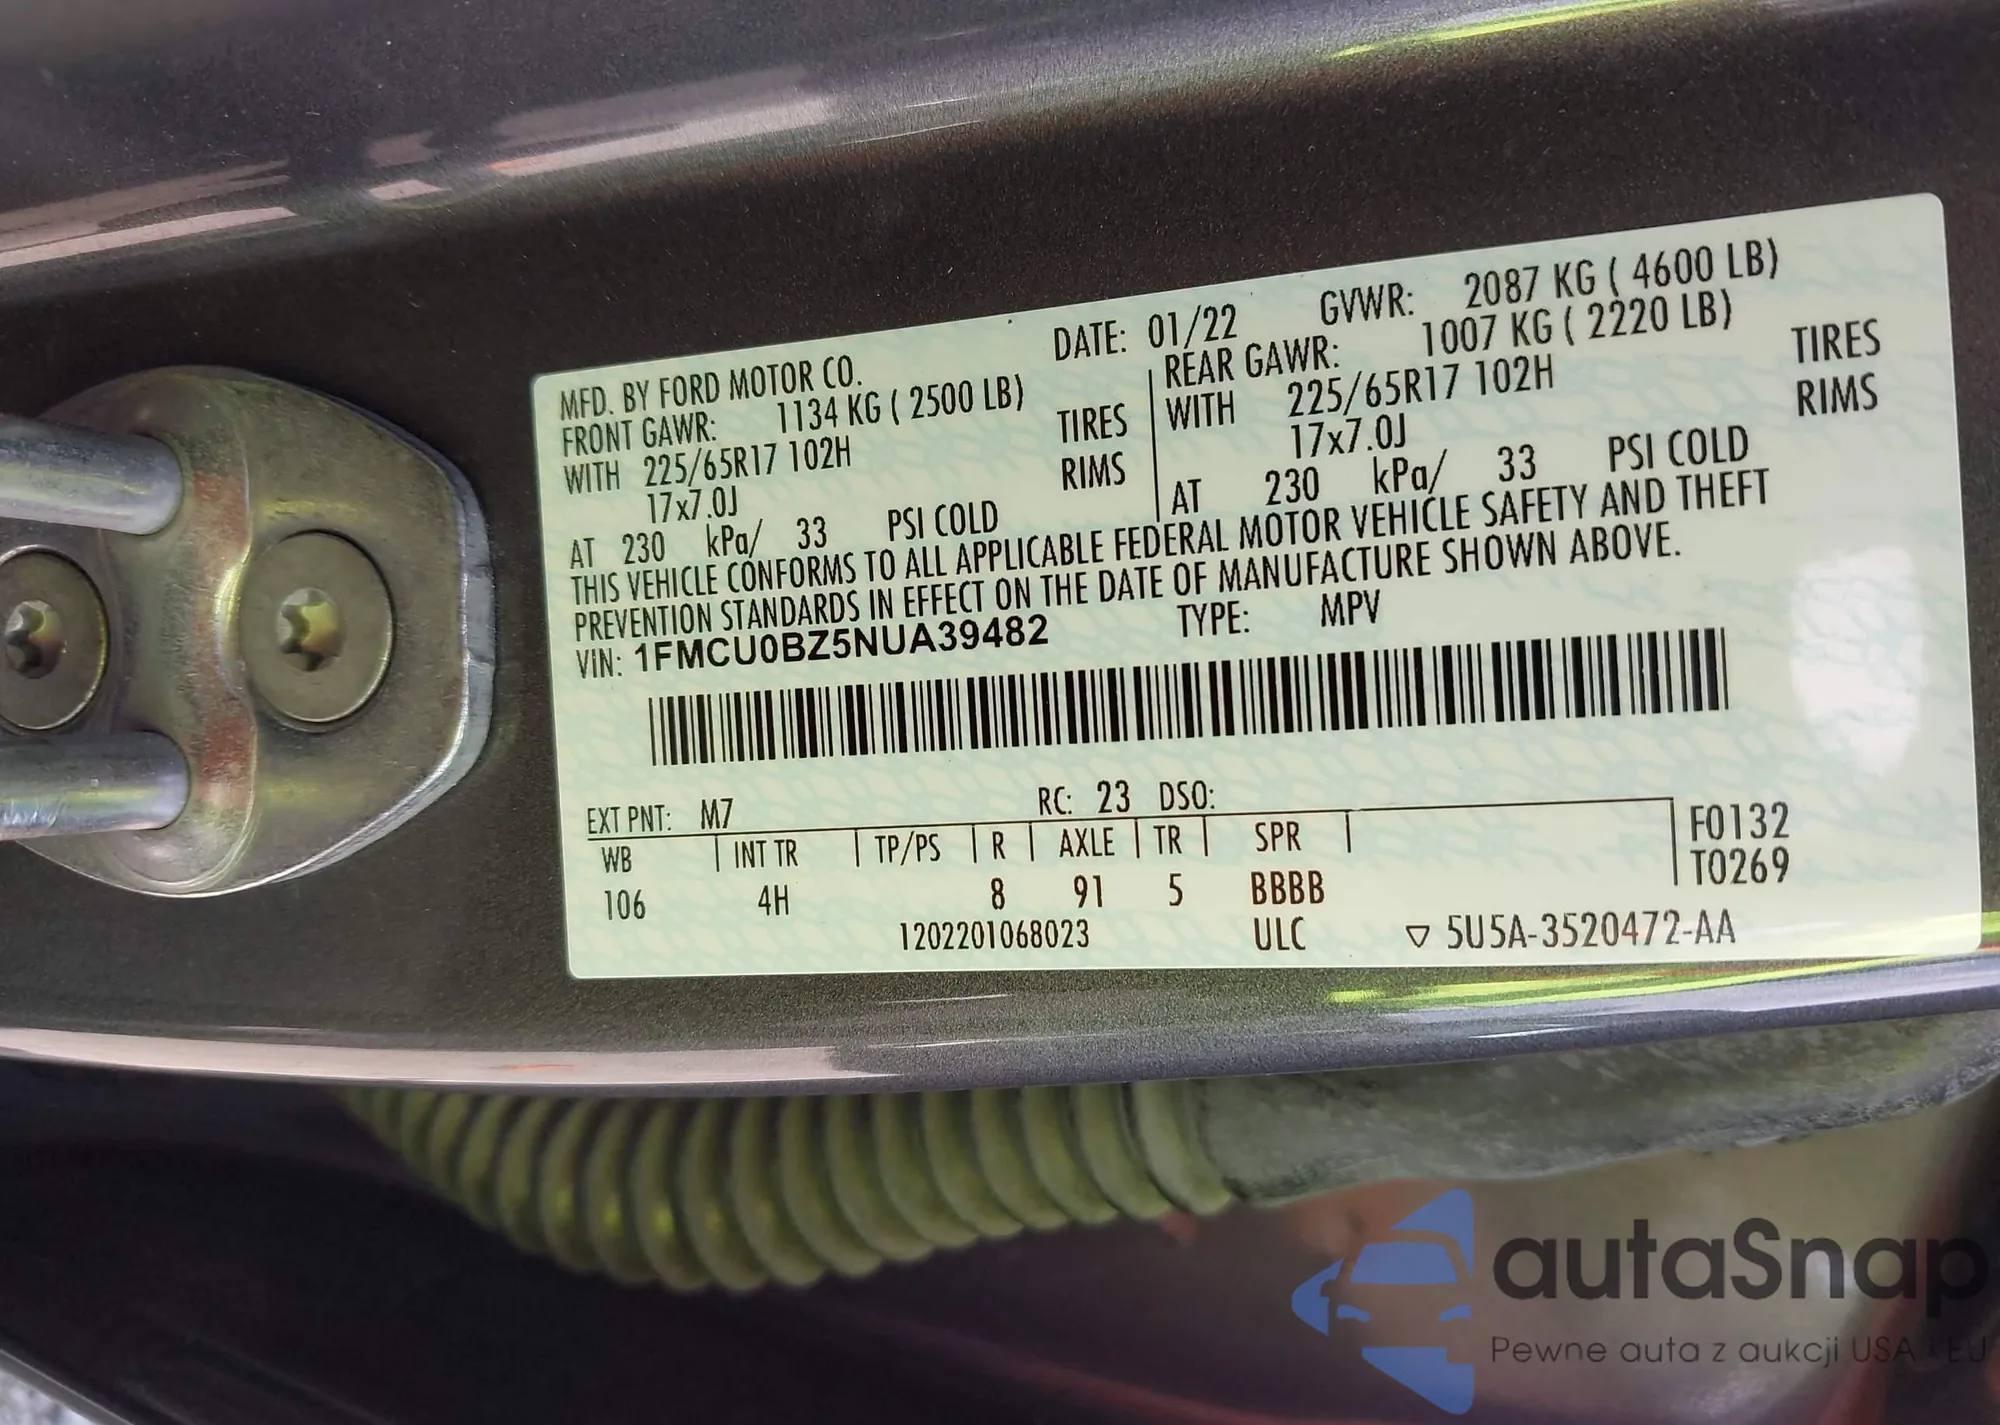 MFD. BY FORD MOTOR CO. DATE: 01/22 GVWR: 2087 KG ( 4600 LB)
FRONT GAWR: 1134 KG ( 2500 LB)
WITH 225/65R17 102H TIRES
17x7.0J RIMS
AT 230 kPa/ 33 PSI COLD
REAR GAWR: 1007 KG ( 2220 LB)
WITH 225/65R17 102H TIRES
17x7.0J RIMS
AT 230 kPa/ 33 PSI COLD
THIS VEHICLE CONFORMS TO ALL APPLICABLE FEDERAL MOTOR VEHICLE SAFETY AND THEFT
PREVENTION STANDARDS IN EFFECT ON THE DATE OF MANUFACTURE SHOWN ABOVE.
VIN: 1FMCU0BZ5NUA39482 TYPE: MPV
EXT PNT: M7 RC: 23 DSO:
WB INT TR TP/PS R AXLE TR SPR F0132
106 4H 8 91 5 BBBB T0269
1202201068023 ULC ▽ 5U5A-3520472-AA
autaSnap
Pewne auta z aukcji USA i EU